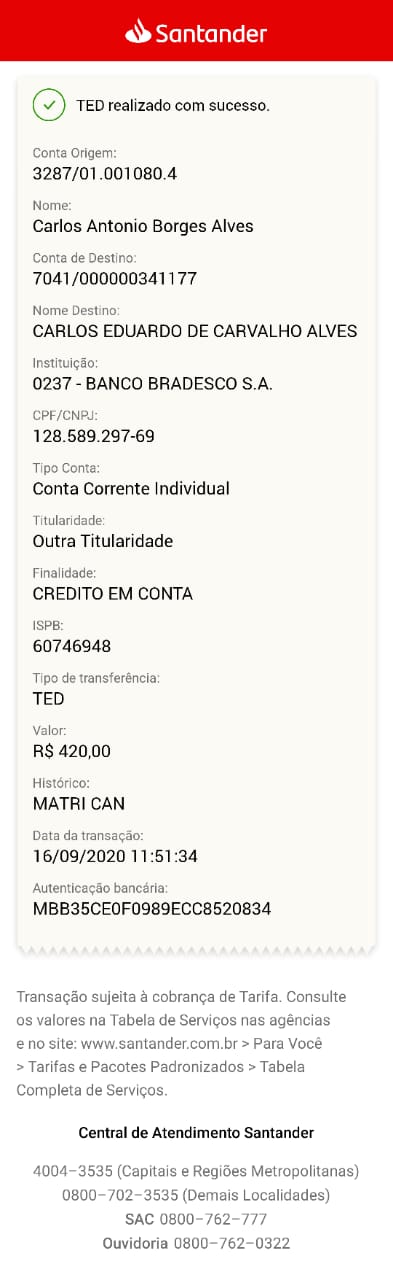 Santander
TED realizado com sucesso.
Conta Origem:
3287/01.001080.4
Nome:
Carlos Antonio Borges Alves
Conta de Destino:
7041/000000341177
Nome Destino:
CARLOS EDUARDO DE CARVALHO ALVES
Instituição:
0237 - BANCO BRADESCO S.A.
CPF/CNPJ:
128.589.297-69
Tipo Conta:
Conta Corrente Individual
Titularidade:
Outra Titularidade
Finalidade:
CREDITO EM CONTA
ISPB:
60746948
Tipo de transferência:
TED
Valor:
R$ 420,00
Histórico:
MATRI CAN
Data da transação:
16/09/2020 11:51:34
Autenticação bancária:
MBB35CE0F0989ECC8520834
Transação sujeita à cobrança de Tarifa. Consulte
os valores na Tabela de Serviços nas agências
e no site: www.santander.com.br > Para Você
> Tarifas e Pacotes Padronizados > Tabela
Completa de Serviços.
Central de Atendimento Santander
4004-3535 (Capitais e Regiões Metropolitanas)
0800-702-3535 (Demais Localidades)
SAC 0800-762-777
Ouvidoria 0800-762-0322